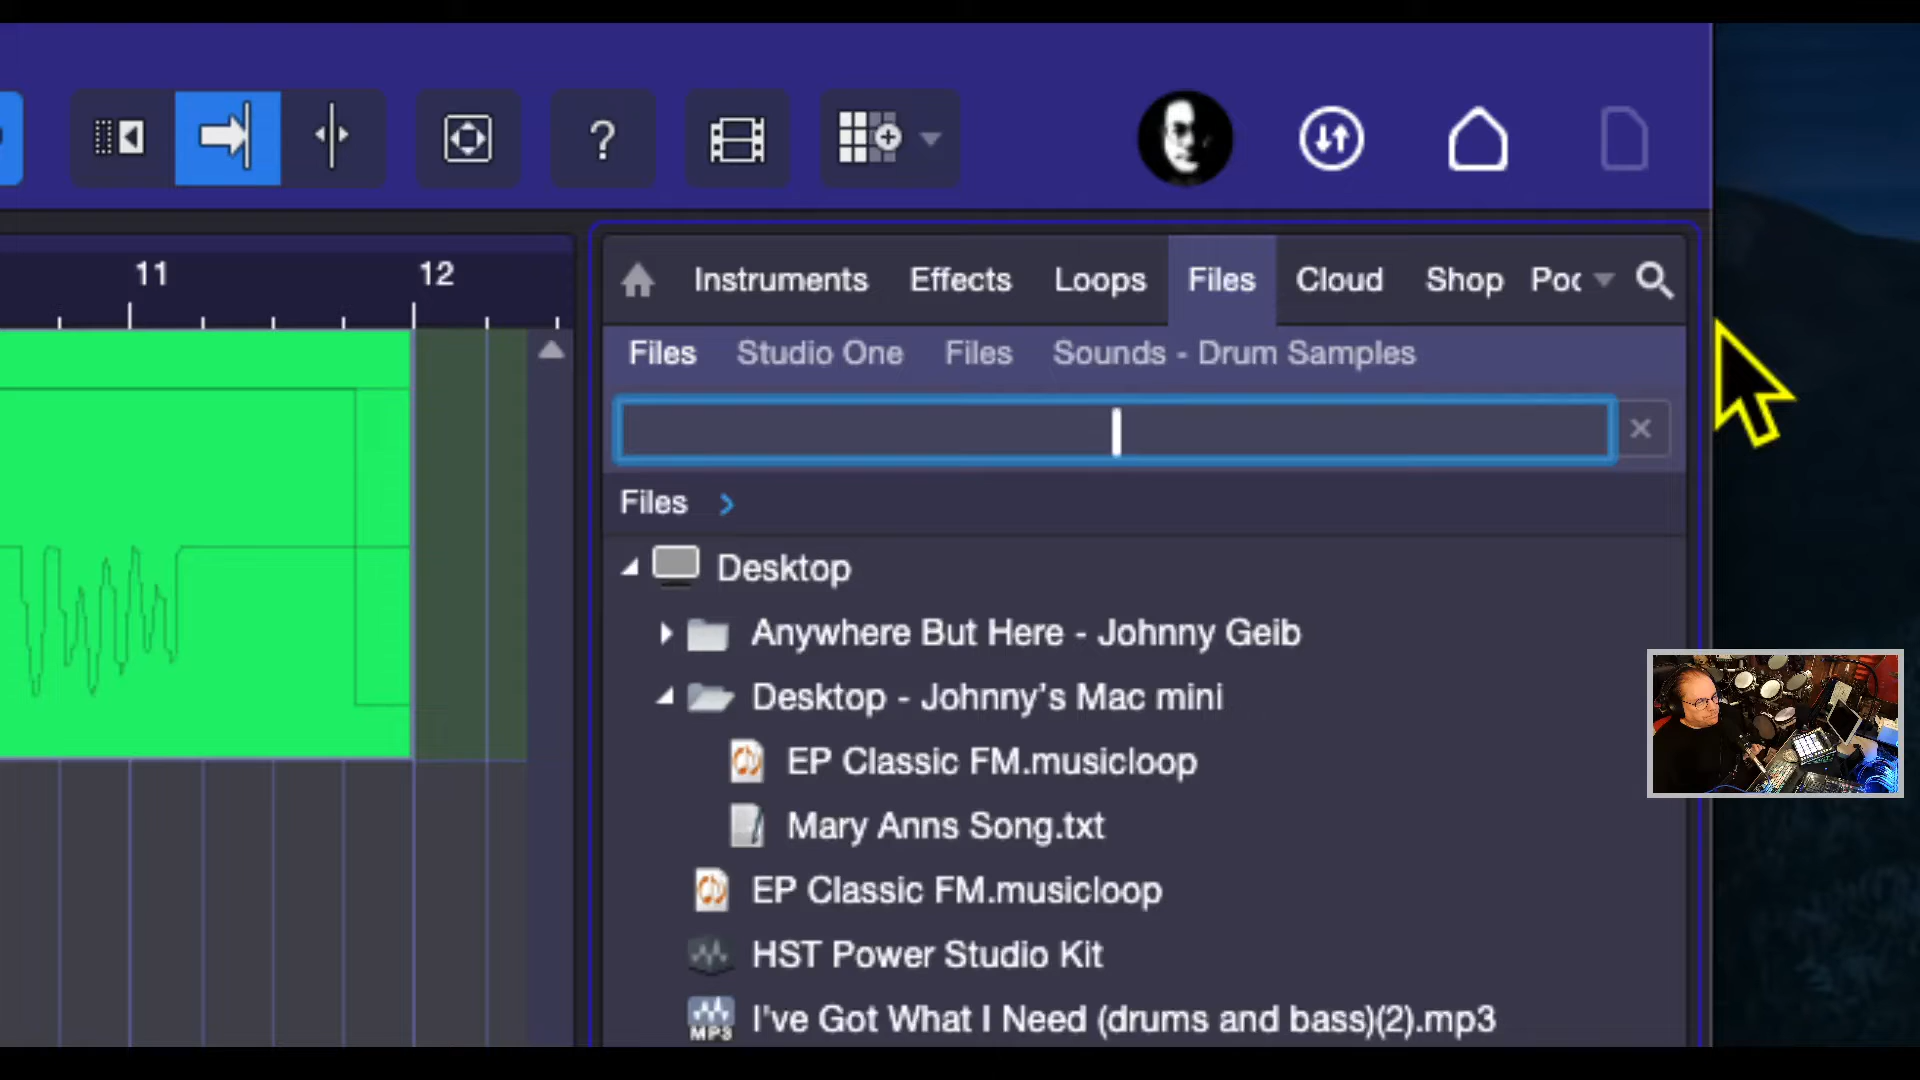 ?
11
12
Instruments Effects Loops Files Cloud Shop Poc
Files Studio One Files Sounds - Drum Samples
Files
Desktop
Anywhere But Here - Johnny Geib
Desktop - Johnny's Mac mini
EP Classic FM.musicloop
Mary Anns Song.txt
EP Classic FM.musicloop
HST Power Studio Kit
MP3 I've Got What I Need (drums and bass)(2).mp3